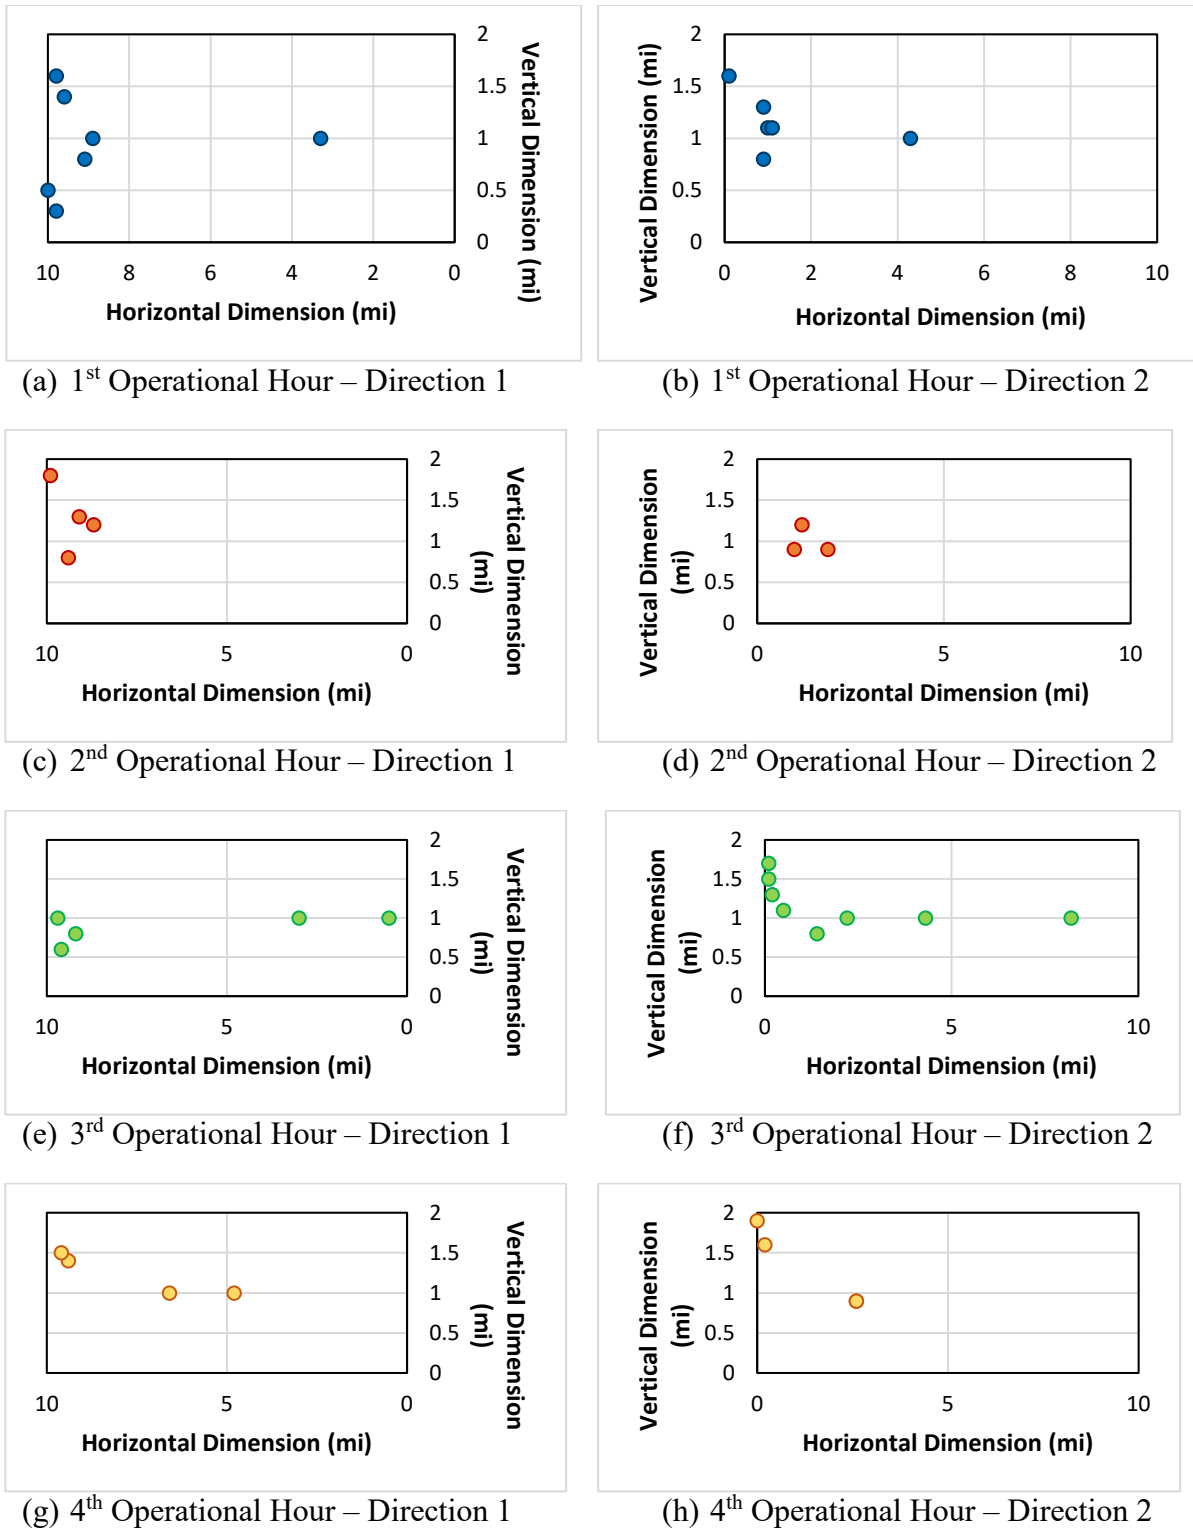 2
1.5
1
0.5
0
10 8 6 4 2 0
Horizontal Dimension (mi)
Vertical Dimension (mi)
2
1.5
1
0.5
0
0 2 4 6 8 10
Horizontal Dimension (mi)
Vertical Dimension (mi)
(a) 1st Operational Hour – Direction 1
(b) 1st Operational Hour – Direction 2
2
1.5
1
0.5
0
10 5 0
Horizontal Dimension (mi)
Vertical Dimension
(mi)
2
1.5
1
0.5
0
0 5 10
Horizontal Dimension (mi)
Vertical Dimension
(mi)
(c) 2nd Operational Hour – Direction 1
(d) 2nd Operational Hour – Direction 2
2
1.5
1
0.5
0
10 5 0
Horizontal Dimension (mi)
Vertical Dimension
(mi)
2
1.5
1
0.5
0
0 5 10
Horizontal Dimension (mi)
Vertical Dimension
(mi)
(e) 3rd Operational Hour – Direction 1
(f) 3rd Operational Hour – Direction 2
2
1.5
1
0.5
0
10 5 0
Horizontal Dimension (mi)
Vertical Dimension
(mi)
2
1.5
1
0.5
0
0 5 10
Horizontal Dimension (mi)
Vertical Dimension
(mi)
(g) 4th Operational Hour – Direction 1
(h) 4th Operational Hour – Direction 2